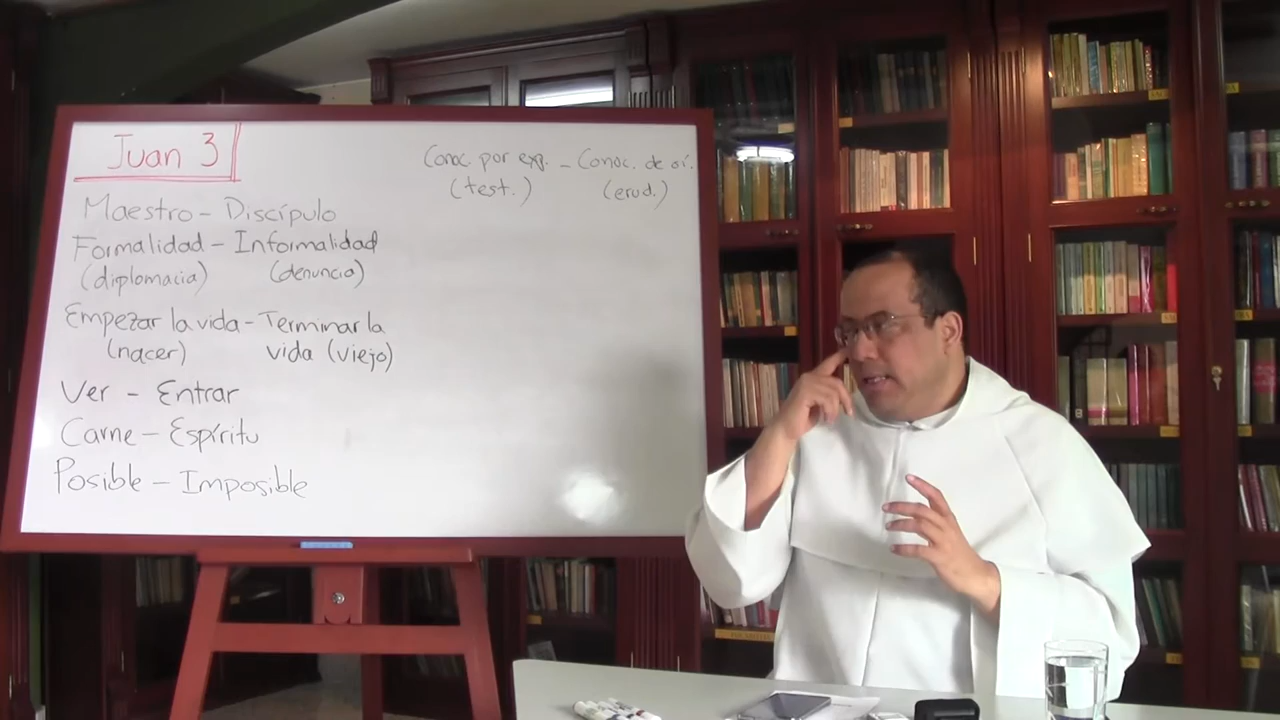 Juan 3
Maestro - Discípulo
Formalidad - Informalidad
(diplomacia) (denuncia)
Empezar la vida - Terminar la
(nacer) vida (viejo)
Ver - Entrar
Carne - Espíritu
Posible - Imposible
Conoc. por exp. - Conoc. de oí.
(test.) (erud.)